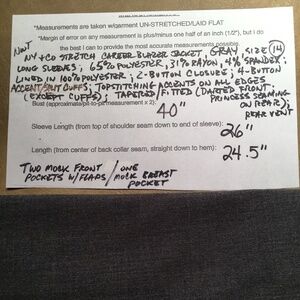 *Measurements are taken w/garment UN-STRETCHED/LAID FLAT
*Margin of error on any measurement is plus/minus one half of an inch (1/2"), but I do
the best I can to provide the most accurate measurements possible.
NWOT
NY+CO STRETCH CAREER BLAZER JACKET, GRAY, SIZE 14
LONG SLEEVES; 65% POLYESTER, 31% RAYON, 4% SPANDEX;
LINED IN 100% POLYESTER; 2-BUTTON CLOSURE; 4-BUTTON
ACCENT/SPLIT CUFFS; TOPSTITCHING ACCENTS ON ALL EDGES
(EXCEPT CUFFS); TAPERED/FITTED (DARTED FRONT,
PRINCESS SEAMING
ON REAR);
REAR VENT
Bust (approximate/pit-to-pit measurement x 2):
40"
Sleeve Length (from top of shoulder seam down to end of sleeve):
26"
Length (from center of back collar seam, straight down to hem):
24.5"
TWO MOCK FRONT / ONE
POCKETS W/FLAPS / MOCK BREAST
POCKET